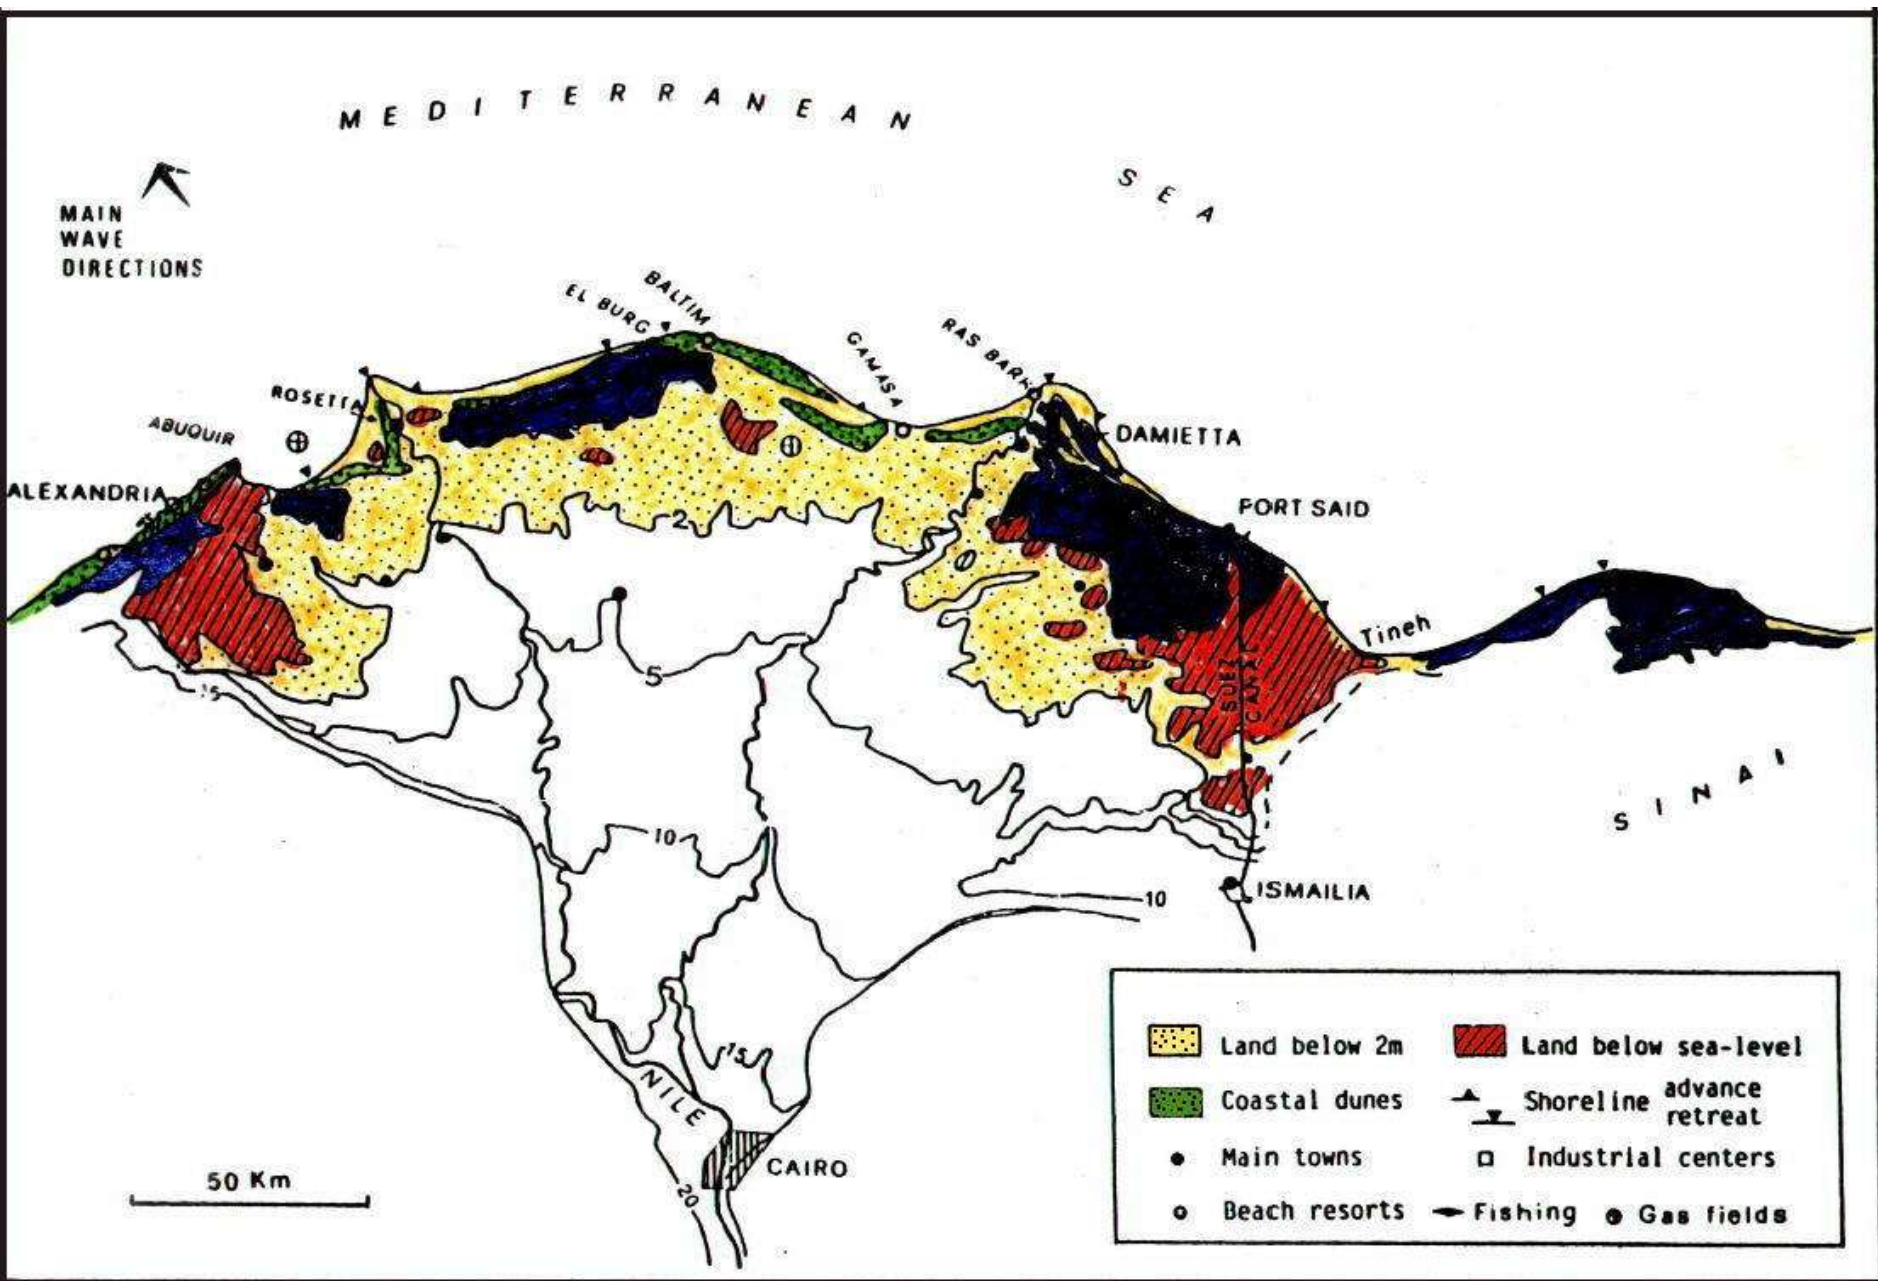 MEDITERRANEAN
SEA
MAIN
WAVE
DIRECTIONS
BALTIM
EL BURG
GAMASA
RAS BARI
ROSETTA
ABUQUIR
DAMIETTA
ALEXANDRIA
PORT SAID
2
Tineh
5
SUEZ
CANAL
15
SINAI
10
10
ISMAILIA
15
NILE
CAIRO
20
50 Km
Land below 2m
Land below sea-level
Coastal dunes
Shoreline advance
retreat
Main towns
Industrial centers
Beach resorts
Fishing
Gas fields